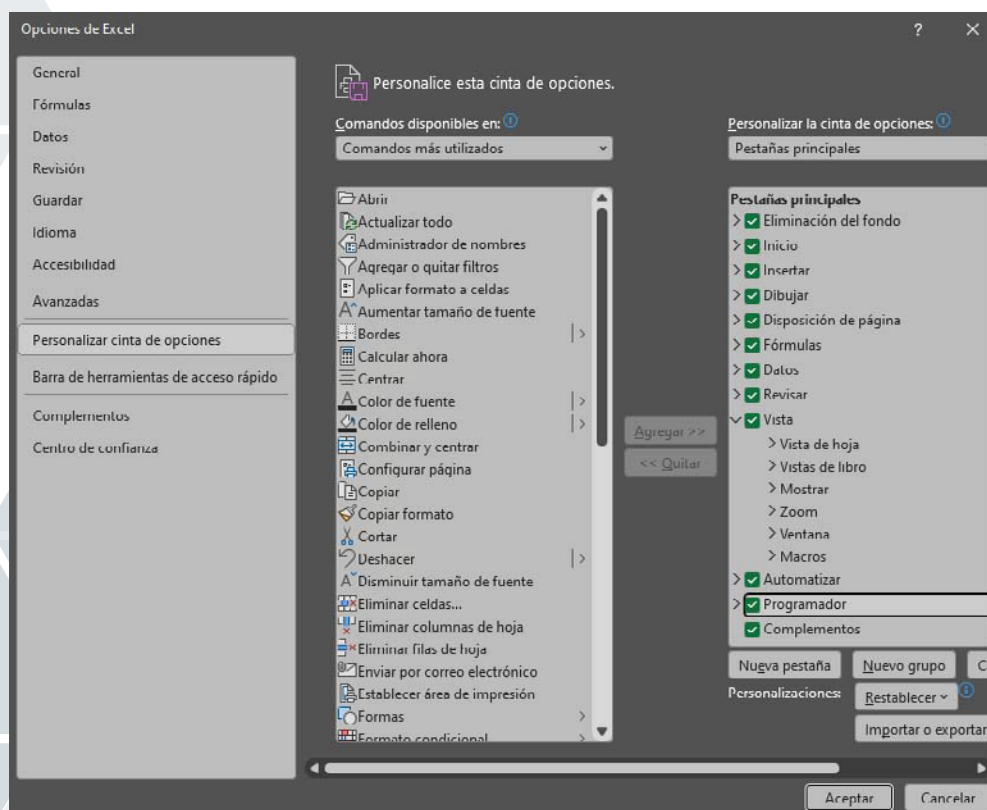 Opciones de Excel
?
General
Fórmulas
Datos
Revisión
Guardar
Idioma
Accesibilidad
Avanzadas
Personalizar cinta de opciones
Barra de herramientas de acceso rápido
Complementos
Centro de confianza
Personalice esta cinta de opciones.
Comandos disponibles en:
Comandos más utilizados
Abrir
Actualizar todo
Administrador de nombres
Agregar o quitar filtros
Aplicar formato a celdas
Aumentar tamaño de fuente
Bordes
Calcular ahora
Centrar
Color de fuente
Color de relleno
Combinar y centrar
Configurar página
Copiar
Copiar formato
Cortar
Deshacer
Disminuir tamaño de fuente
Eliminar celdas...
Eliminar columnas de hoja
Eliminar filas de hoja
Enviar por correo electrónico
Establecer área de impresión
Formas
Formato condicional
Agregar >>
<< Quitar
Personalizar la cinta de opciones:
Pestañas principales
Pestañas principales
Eliminación del fondo
Inicio
Insertar
Dibujar
Disposición de página
Fórmulas
Datos
Revisar
Vista
Vista de hoja
Vistas de libro
Mostrar
Zoom
Ventana
Macros
Automatizar
Programador
Complementos
Nueva pestaña
Nuevo grupo
C
Personalizaciones:
Restablecer
Importar o exportar
Aceptar
Cancelar